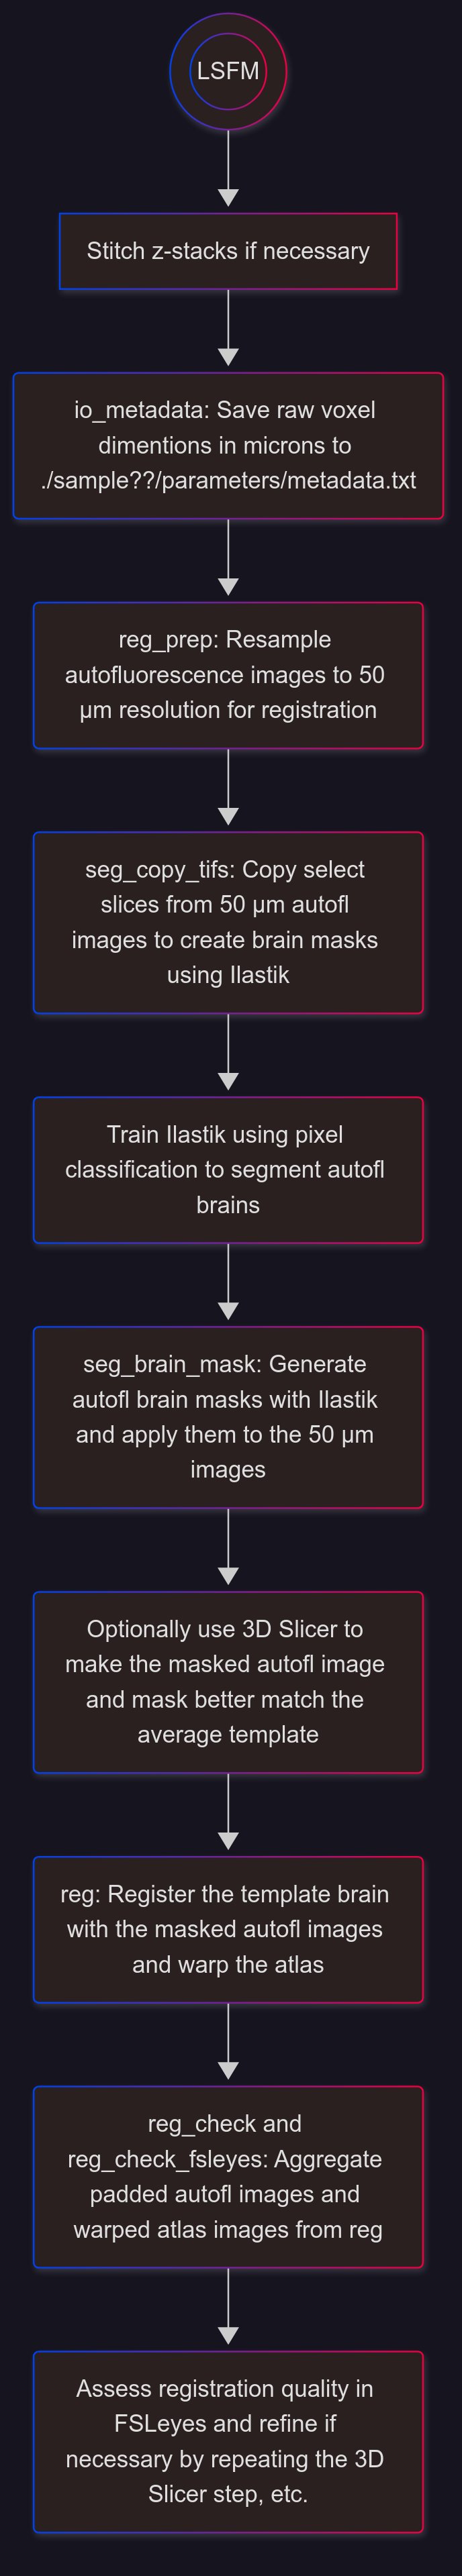 LSFM
Stitch z-stacks if necessary
io_metadata: Save raw voxel
dimentions in microns to
./sample??/parameters/metadata.txt
reg_prep: Resample
autofluorescence images to 50
µm resolution for registration
seg_copy_tifs: Copy select
slices from 50 µm autofl
images to create brain masks
using Ilastik
Train Ilastik using pixel
classification to segment autofl
brains
seg_brain_mask: Generate
autofl brain masks with Ilastik
and apply them to the 50 µm
images
Optionally use 3D Slicer to
make the masked autofl image
and mask better match the
average template
reg: Register the template brain
with the masked autofl images
and warp the atlas
reg_check and
reg_check_fsleyes: Aggregate
padded autofl images and
warped atlas images from reg
Assess registration quality in
FSLeyes and refine if
necessary by repeating the 3D
Slicer step, etc.